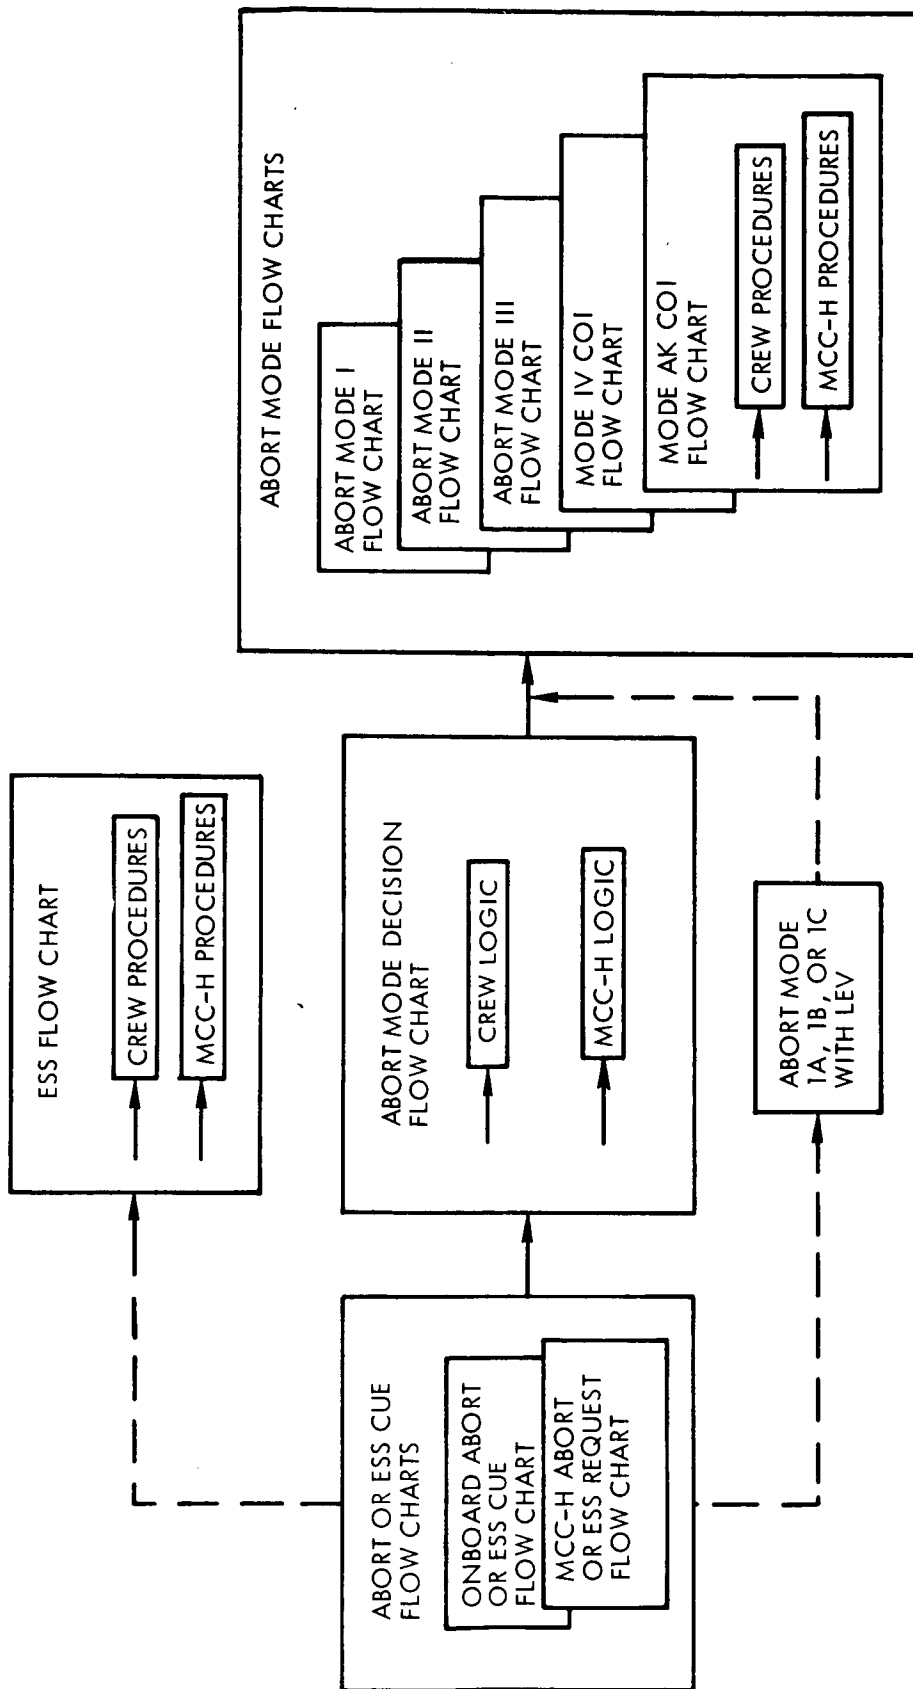 ABORT OR ESS CUE
FLOW CHARTS
ONBOARD ABORT
OR ESS CUE
FLOW CHART
MCC-H ABORT
OR ESS REQUEST
FLOW CHART
ESS FLOW CHART
CREW PROCEDURES
MCC-H PROCEDURES
ABORT MODE DECISION
FLOW CHART
CREW LOGIC
MCC-H LOGIC
ABORT MODE
1A, 1B, OR 1C
WITH LEV
ABORT MODE FLOW CHARTS
ABORT MODE I
FLOW CHART
ABORT MODE II
FLOW CHART
ABORT MODE III
FLOW CHART
MODE IV COI
FLOW CHART
MODE AK COI
FLOW CHART
CREW PROCEDURES
MCC-H PROCEDURES